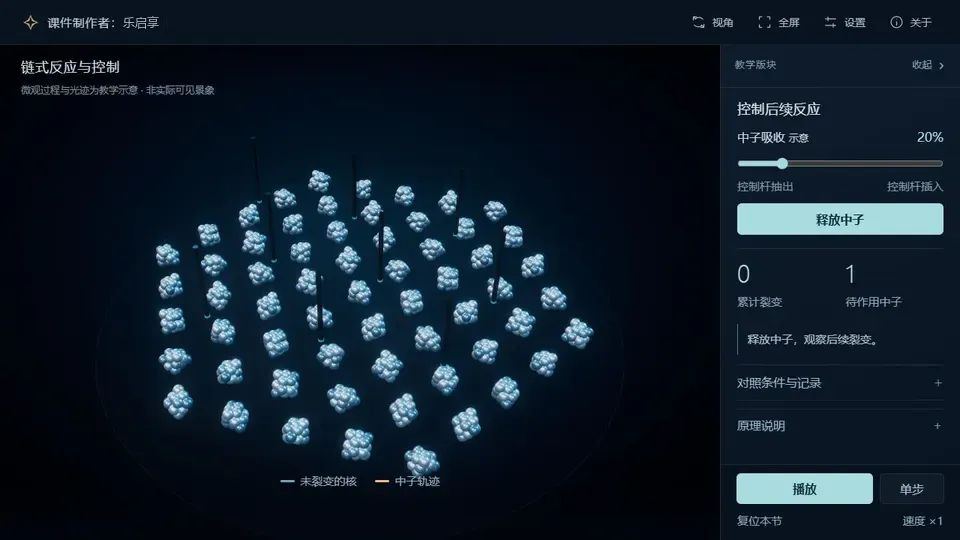 课件制作者：乐启享
视角
全屏
设置
关于
链式反应与控制
微观过程与光迹为教学示意 · 非实际可见景象
教学版块
收起
控制后续反应
中子吸收 示意
20%
控制杆抽出
控制杆插入
释放中子
0
1
累计裂变
待作用中子
释放中子，观察后续裂变。
对照条件与记录
原理说明
未裂变的核
中子轨迹
播放
单步
复位本节
速度 ×1